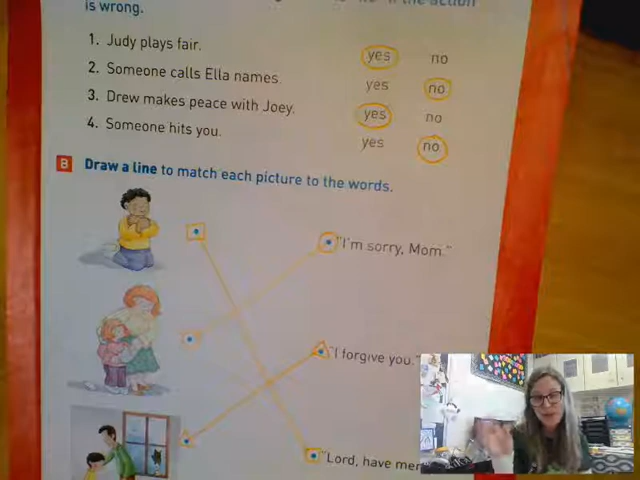 the action
is wrong.
1. Judy plays fair. yes no
2. Someone calls Ella names. yes no
3. Drew makes peace with Joey. yes no
4. Someone hits you. yes no
B Draw a line to match each picture to the words.
"I'm sorry, Mom."
"I forgive you."
"Lord, have